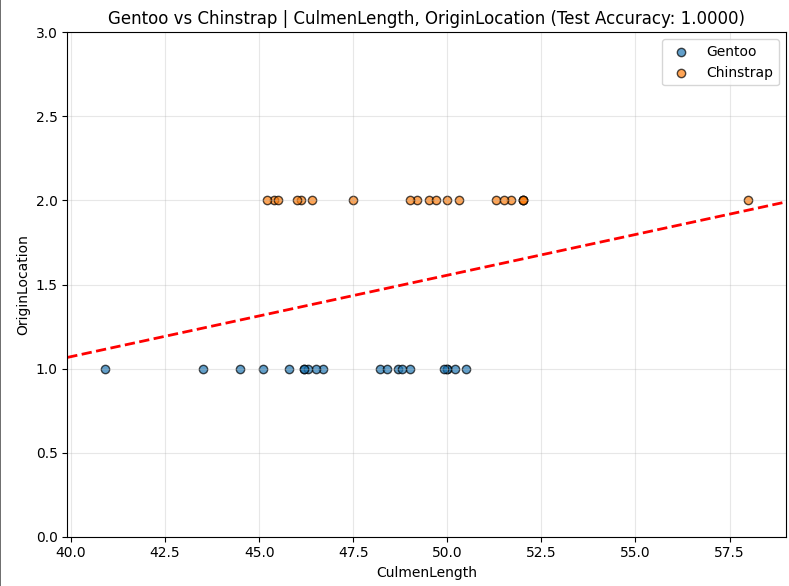 Gentoo vs Chinstrap | CulmenLength, OriginLocation (Test Accuracy: 1.0000)
Gentoo
Chinstrap
3.0
2.5
2.0
1.5
1.0
0.5
0.0
OriginLocation
40.0 42.5 45.0 47.5 50.0 52.5 55.0 57.5
CulmenLength